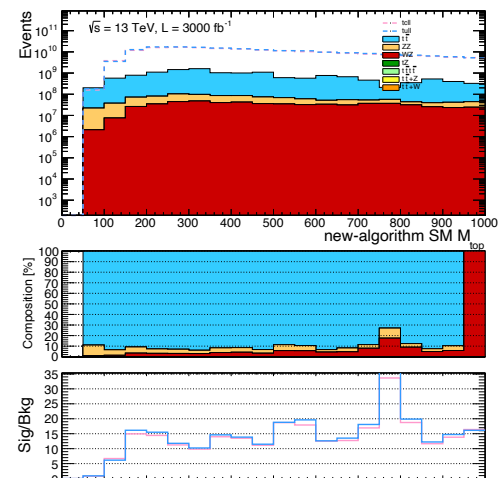 √s = 13 TeV, L = 3000 fb⁻¹
tcll
tull
tt̄
ZZ
WZ
tZ
tt̄tt̄
tt̄+Z
tt̄+W
Events
10¹¹
10¹⁰
10⁹
10⁸
10⁷
10⁶
10⁵
10⁴
10³
0 100 200 300 400 500 600 700 800 900 1000
new-algorithm SM M_top
Composition [%]
100
90
80
70
60
50
40
30
20
10
0
Sig/Bkg
35
30
25
20
15
10
5